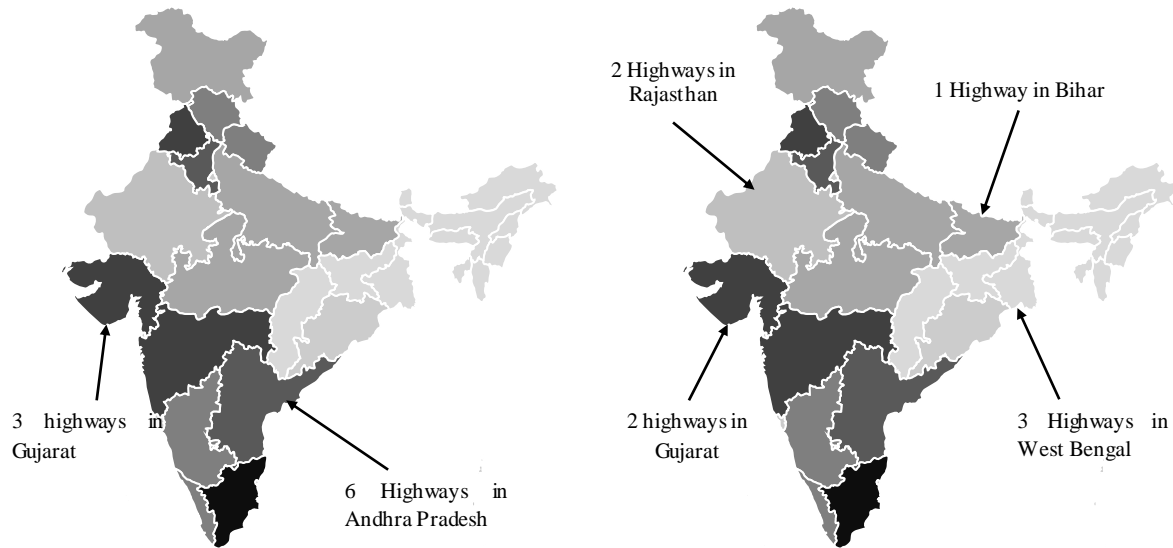 3 highways in
Gujarat
6 Highways in
Andhra Pradesh
2 Highways in
Rajasthan
1 Highway in Bihar
2 highways in
Gujarat
3 Highways in
West Bengal